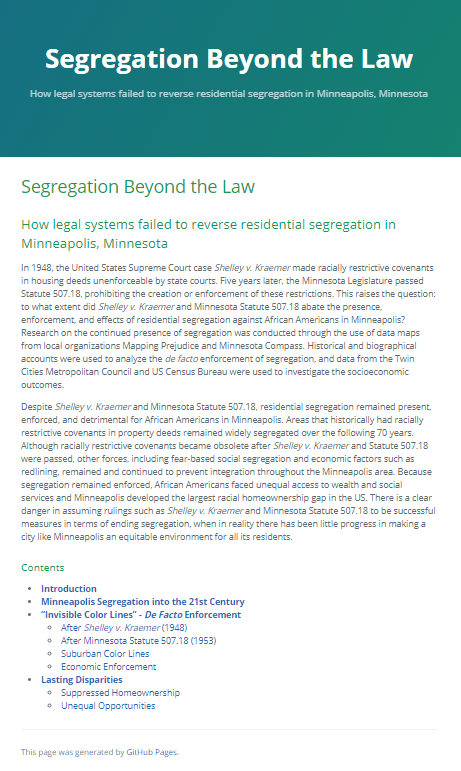 Segregation Beyond the Law
How legal systems failed to reverse residential segregation in Minneapolis, Minnesota
Segregation Beyond the Law
How legal systems failed to reverse residential segregation in
Minneapolis, Minnesota
In 1948, the United States Supreme Court case Shelley v. Kraemer made racially restrictive covenants
in housing deeds unenforceable by state courts. Five years later, the Minnesota Legislature passed
Statute 507.18, prohibiting the creation or enforcement of these restrictions. This raises the question:
to what extent did Shelley v. Kraemer and Minnesota Statute 507.18 abate the presence,
enforcement, and effects of residential segregation against African Americans in Minneapolis?
Research on the continued presence of segregation was conducted through the use of data maps
from local organizations Mapping Prejudice and Minnesota Compass. Historical and biographical
accounts were used to analyze the de facto enforcement of segregation, and data from the Twin
Cities Metropolitan Council and US Census Bureau were used to investigate the socioeconomic
outcomes.
Despite Shelley v. Kraemer and Minnesota Statute 507.18, residential segregation remained present,
enforced, and detrimental for African Americans in Minneapolis. Areas that historically had racially
restrictive covenants in property deeds remained widely segregated over the following 70 years.
Although racially restrictive covenants became obsolete after Shelley v. Kraemer and Statute 507.18
were passed, other forces, including fear-based social segregation and economic factors such as
redlining, remained and continued to prevent integration throughout the Minneapolis area. Because
segregation remained enforced, African Americans faced unequal access to wealth and social
services and Minneapolis developed the largest racial homeownership gap in the US. There is a clear
danger in assuming rulings such as Shelley v. Kraemer and Minnesota Statute 507.18 to be successful
measures in terms of ending segregation, when in reality there has been little progress in making a
city like Minneapolis an equitable environment for all its residents.
Contents
• Introduction
• Minneapolis Segregation into the 21st Century
• "Invisible Color Lines" - De Facto Enforcement
◦ After Shelley v. Kraemer (1948)
◦ After Minnesota Statute 507.18 (1953)
◦ Suburban Color Lines
◦ Economic Enforcement
• Lasting Disparities
◦ Suppressed Homeownership
◦ Unequal Opportunities
This page was generated by GitHub Pages.